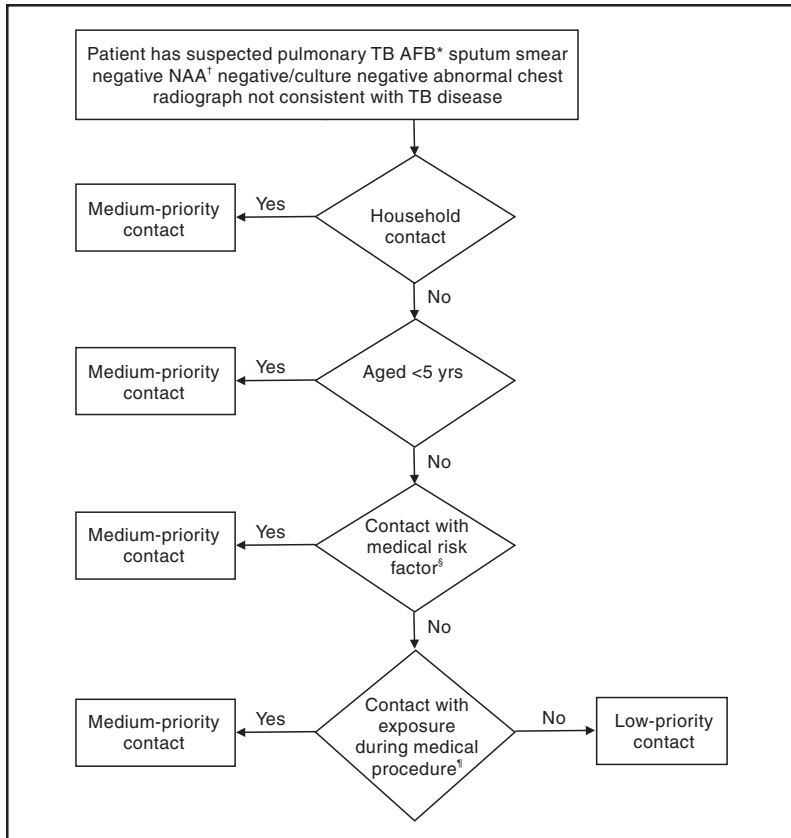 Patient has suspected pulmonary TB AFB* sputum smear
negative NAA† negative/culture negative abnormal chest
radiograph not consistent with TB disease
Medium-priority
contact
Yes
Household
contact
No
Medium-priority
contact
Yes
Aged <5 yrs
No
Medium-priority
contact
Yes
Contact with
medical risk
factor§
No
Medium-priority
contact
Yes
Contact with
exposure
during medical
procedure¶
No
Low-priority
contact